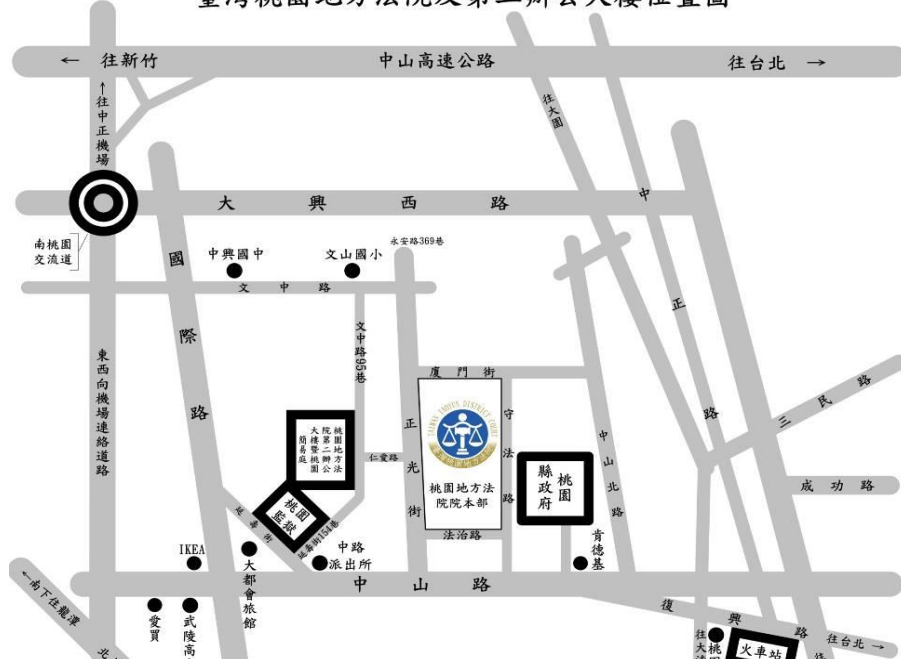 臺灣桃園地方法院及第二辦公大樓位置圖
← 往新竹
中山高速公路
往台北 →
←往中正機場
往大園
大興西路
中正路
南桃園
交流道
國際路
中興國中
文山國小
永安路369巷
文中路
文中路95巷
東西向機場連絡道路
廈門街
守法路
正光街
仁愛路
TAIWAN TAOYUAN DISTRICT COURT
桃園地方法
院院本部
法治路
桃園地方法
院第二辦公
大樓暨桃園
簡易庭
桃園
監獄
延壽街
延壽街154巷
桃園
縣政府
中山北路
三民路
成功路
IKEA
大都會旅館
中路
派出所
肯德基
中山路
←南下往龍潭
愛買
武陵高
復興路
往台北 →
火車站